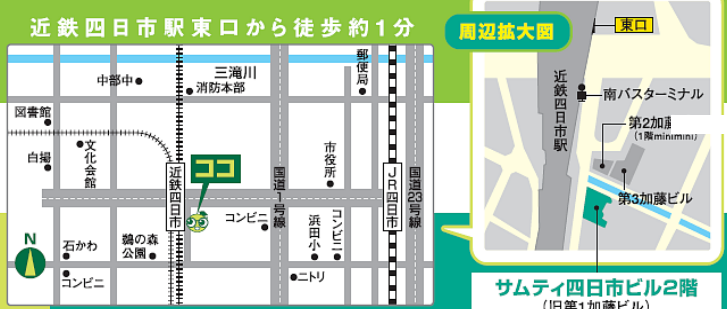 近鉄四日市駅東口から徒歩約1分
中部中
三滝川
消防本部
郵便局
図書館
白揚
文化会館
近鉄四日市
ココ
国道1号線
市役所
JR四日市
国道23号線
コンビニ
浜田小
コンビニ
N
石かわ
鵜の森公園
コンビニ
ニトリ
周辺拡大図
東口
近鉄四日市駅
南バスターミナル
第2加藤
(1階minimini)
第3加藤ビル
サムティ四日市ビル2階
(旧第1加藤ビル)